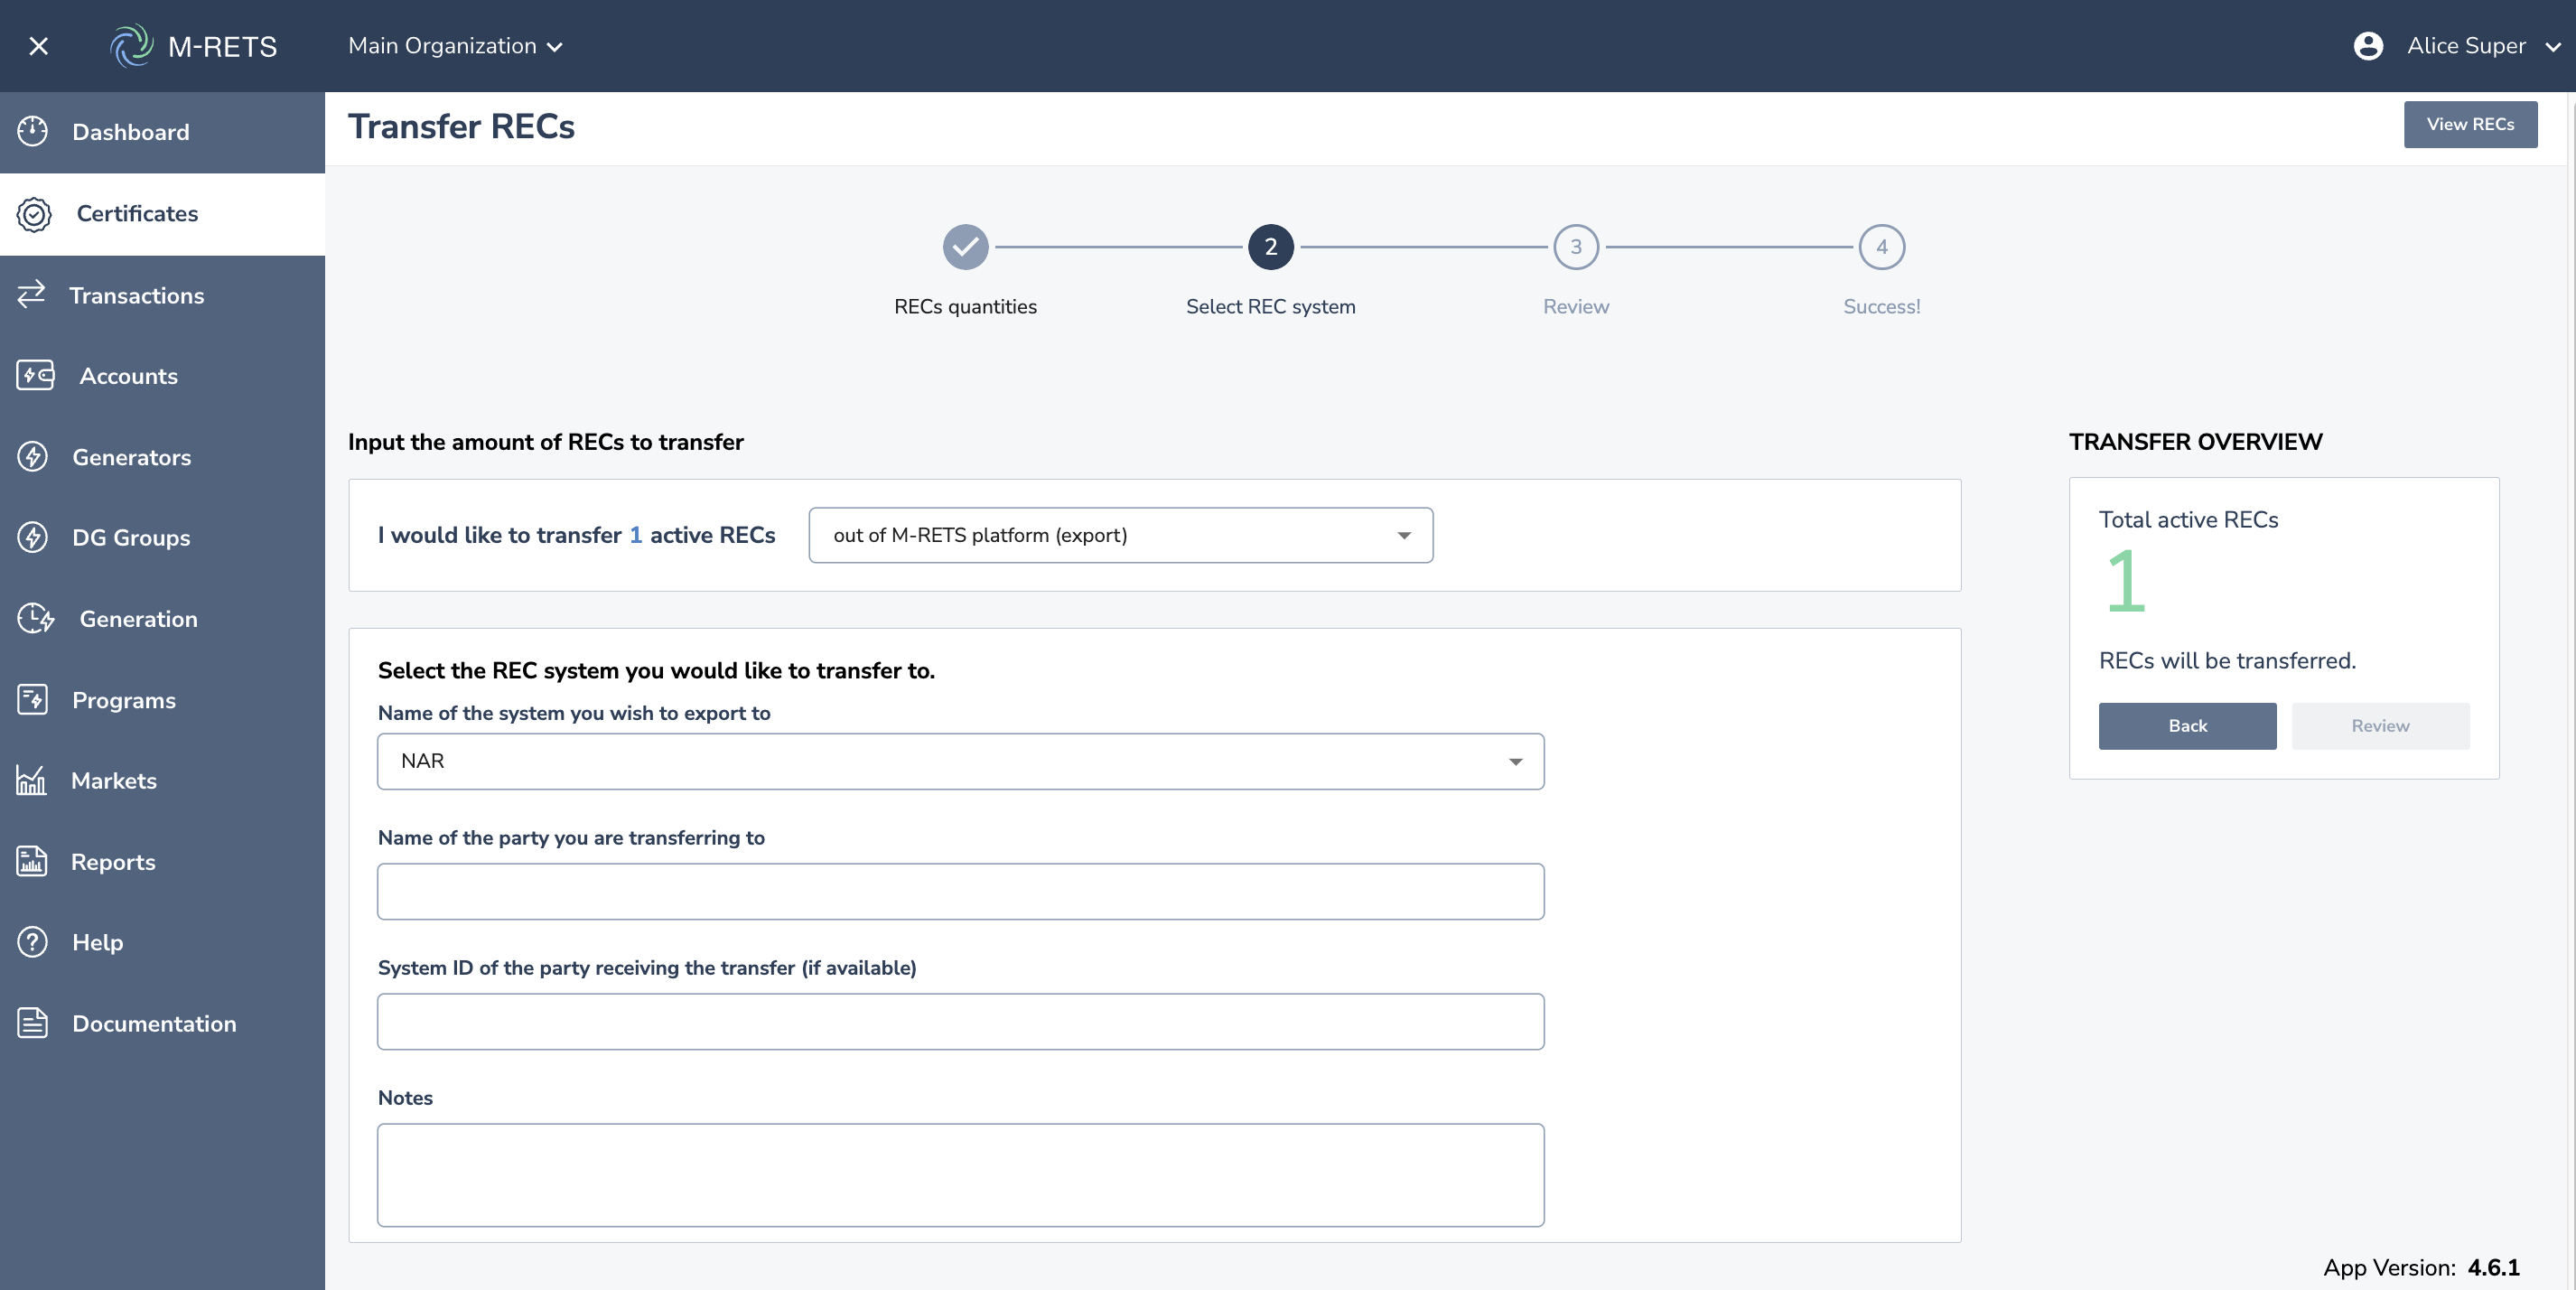 M-RETS
Main Organization
Alice Super
Dashboard
Certificates
Transactions
Accounts
Generators
DG Groups
Generation
Programs
Markets
Reports
Help
Documentation
Transfer RECs
View RECs
2
3
4
RECs quantities
Select REC system
Review
Success!
Input the amount of RECs to transfer
I would like to transfer 1 active RECs
out of M-RETS platform (export)
Select the REC system you would like to transfer to.
Name of the system you wish to export to
NAR
Name of the party you are transferring to
System ID of the party receiving the transfer (if available)
Notes
TRANSFER OVERVIEW
Total active RECs
1
RECs will be transferred.
Back
Review
App Version: 4.6.1